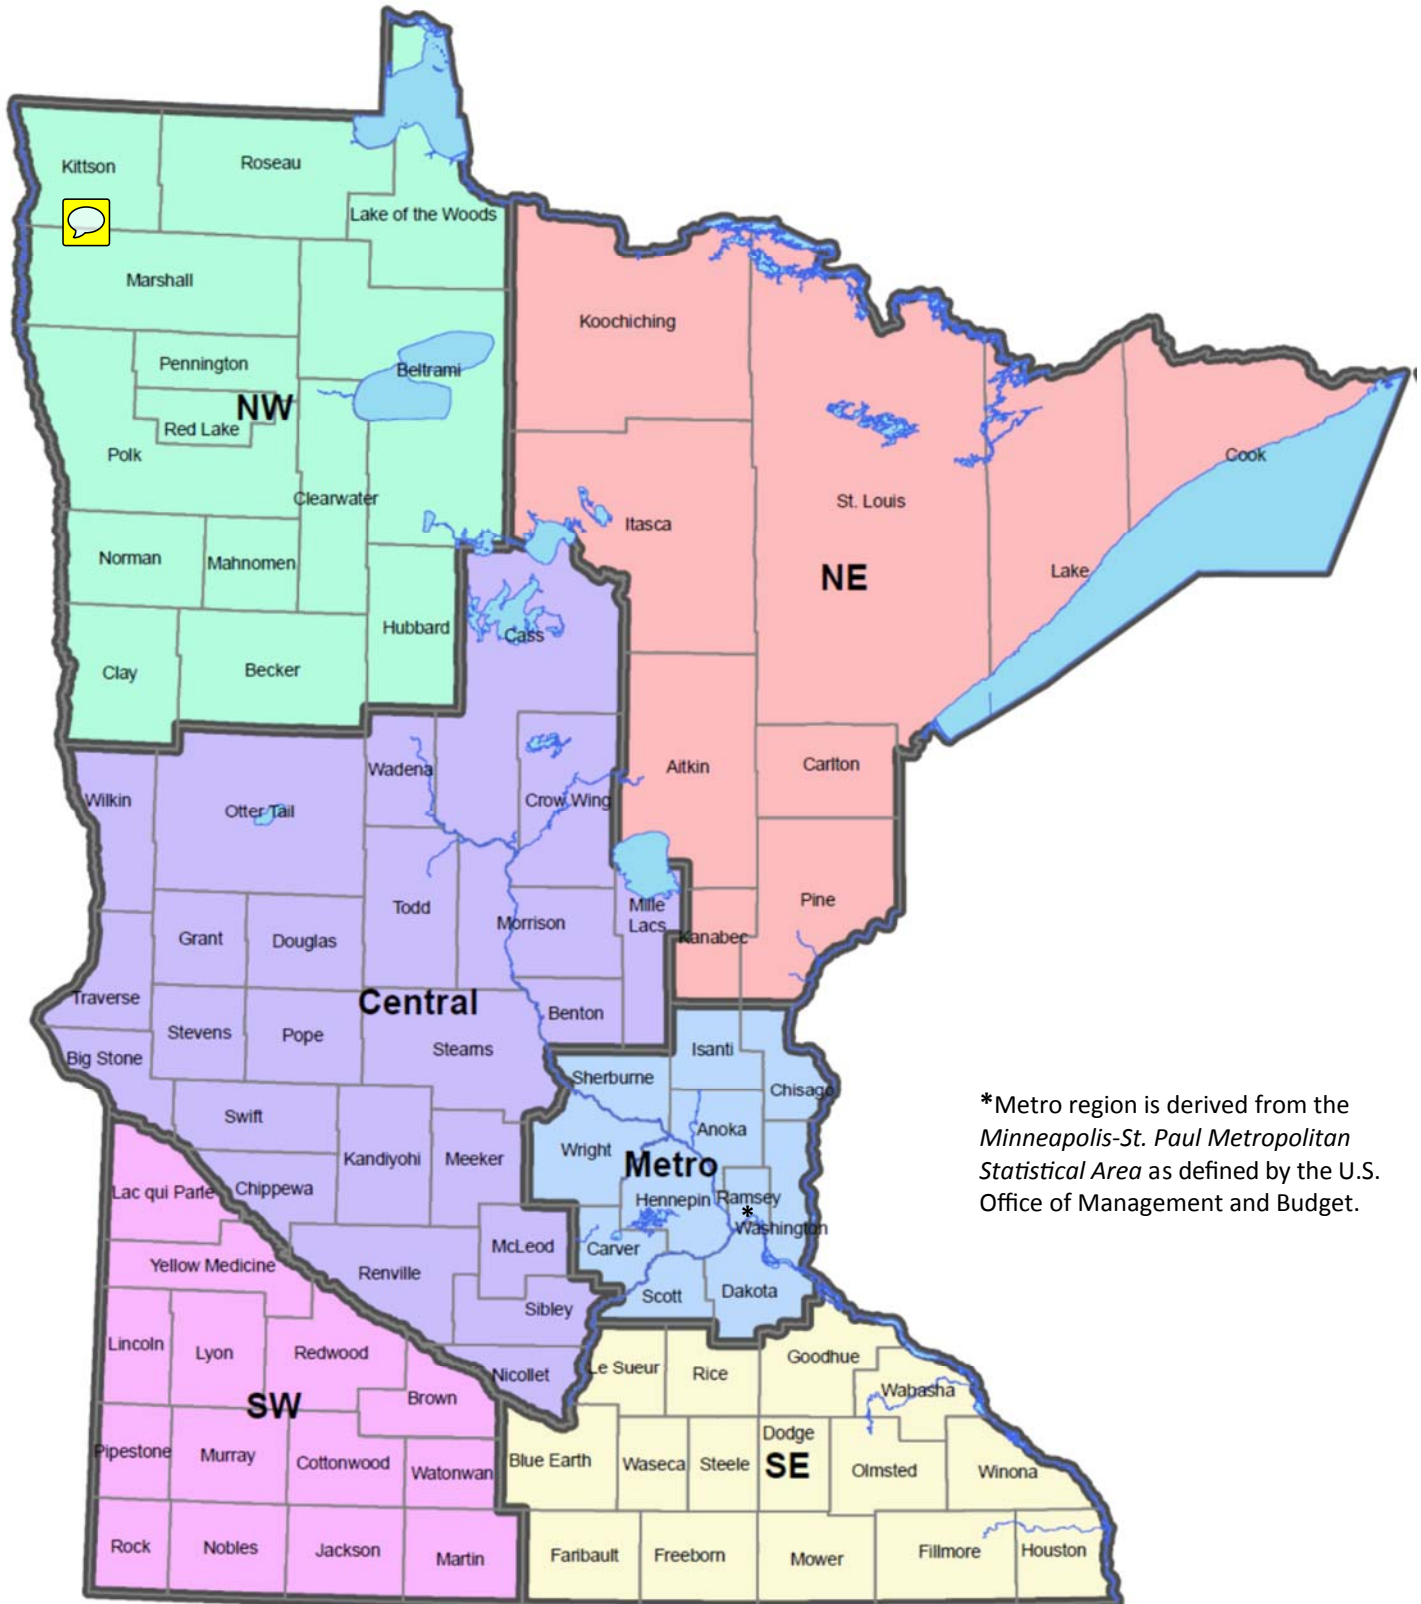 Kittson
Roseau
Lake of the Woods
Marshall
Koochiching
Pennington
Beltrami
NW
Red Lake
Polk
Cook
Clearwater
St. Louis
Itasca
Norman
Mahnomen
NE
Lake
Hubbard
Cass
Clay
Becker
Wadena
Aitkin
Carlton
Wilkin
Otter Tail
Crow Wing
Todd
Morrison
Mille
Lacs
Pine
Grant
Douglas
Kanabec
Traverse
Central
Stevens
Pope
Benton
Big Stone
Stearns
Isanti
Sherburne
Chisago
Swift
Anoka
Kandiyohi
Meeker
Wright
Metro
Lac qui Parle
Chippewa
Hennepin
Ramsey
*
Washington
McLeod
Carver
Yellow Medicine
Renville
Scott
Dakota
Sibley
*Metro region is derived from the
Minneapolis-St. Paul Metropolitan
Statistical Area as defined by the U.S.
Office of Management and Budget.
Lincoln
Lyon
Redwood
Nicollet
Le Sueur
Rice
Goodhue
Wabasha
Brown
SW
Pipestone
Murray
Cottonwood
Watonwan
Blue Earth
Waseca
Steele
Dodge
SE
Olmsted
Winona
Rock
Nobles
Jackson
Martin
Faribault
Freeborn
Mower
Fillmore
Houston